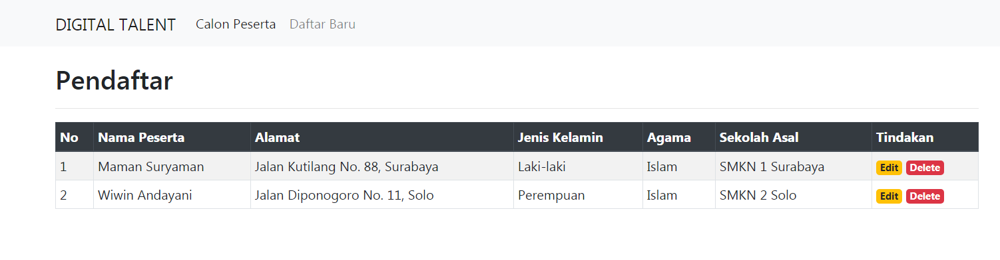 DIGITAL TALENT Calon Peserta Daftar Baru
Pendaftar
No Nama Peserta Alamat Jenis Kelamin Agama Sekolah Asal Tindakan
1 Maman Suryaman Jalan Kutilang No. 88, Surabaya Laki-laki Islam SMKN 1 Surabaya Edit Delete
2 Wiwin Andayani Jalan Diponogoro No. 11, Solo Perempuan Islam SMKN 2 Solo Edit Delete